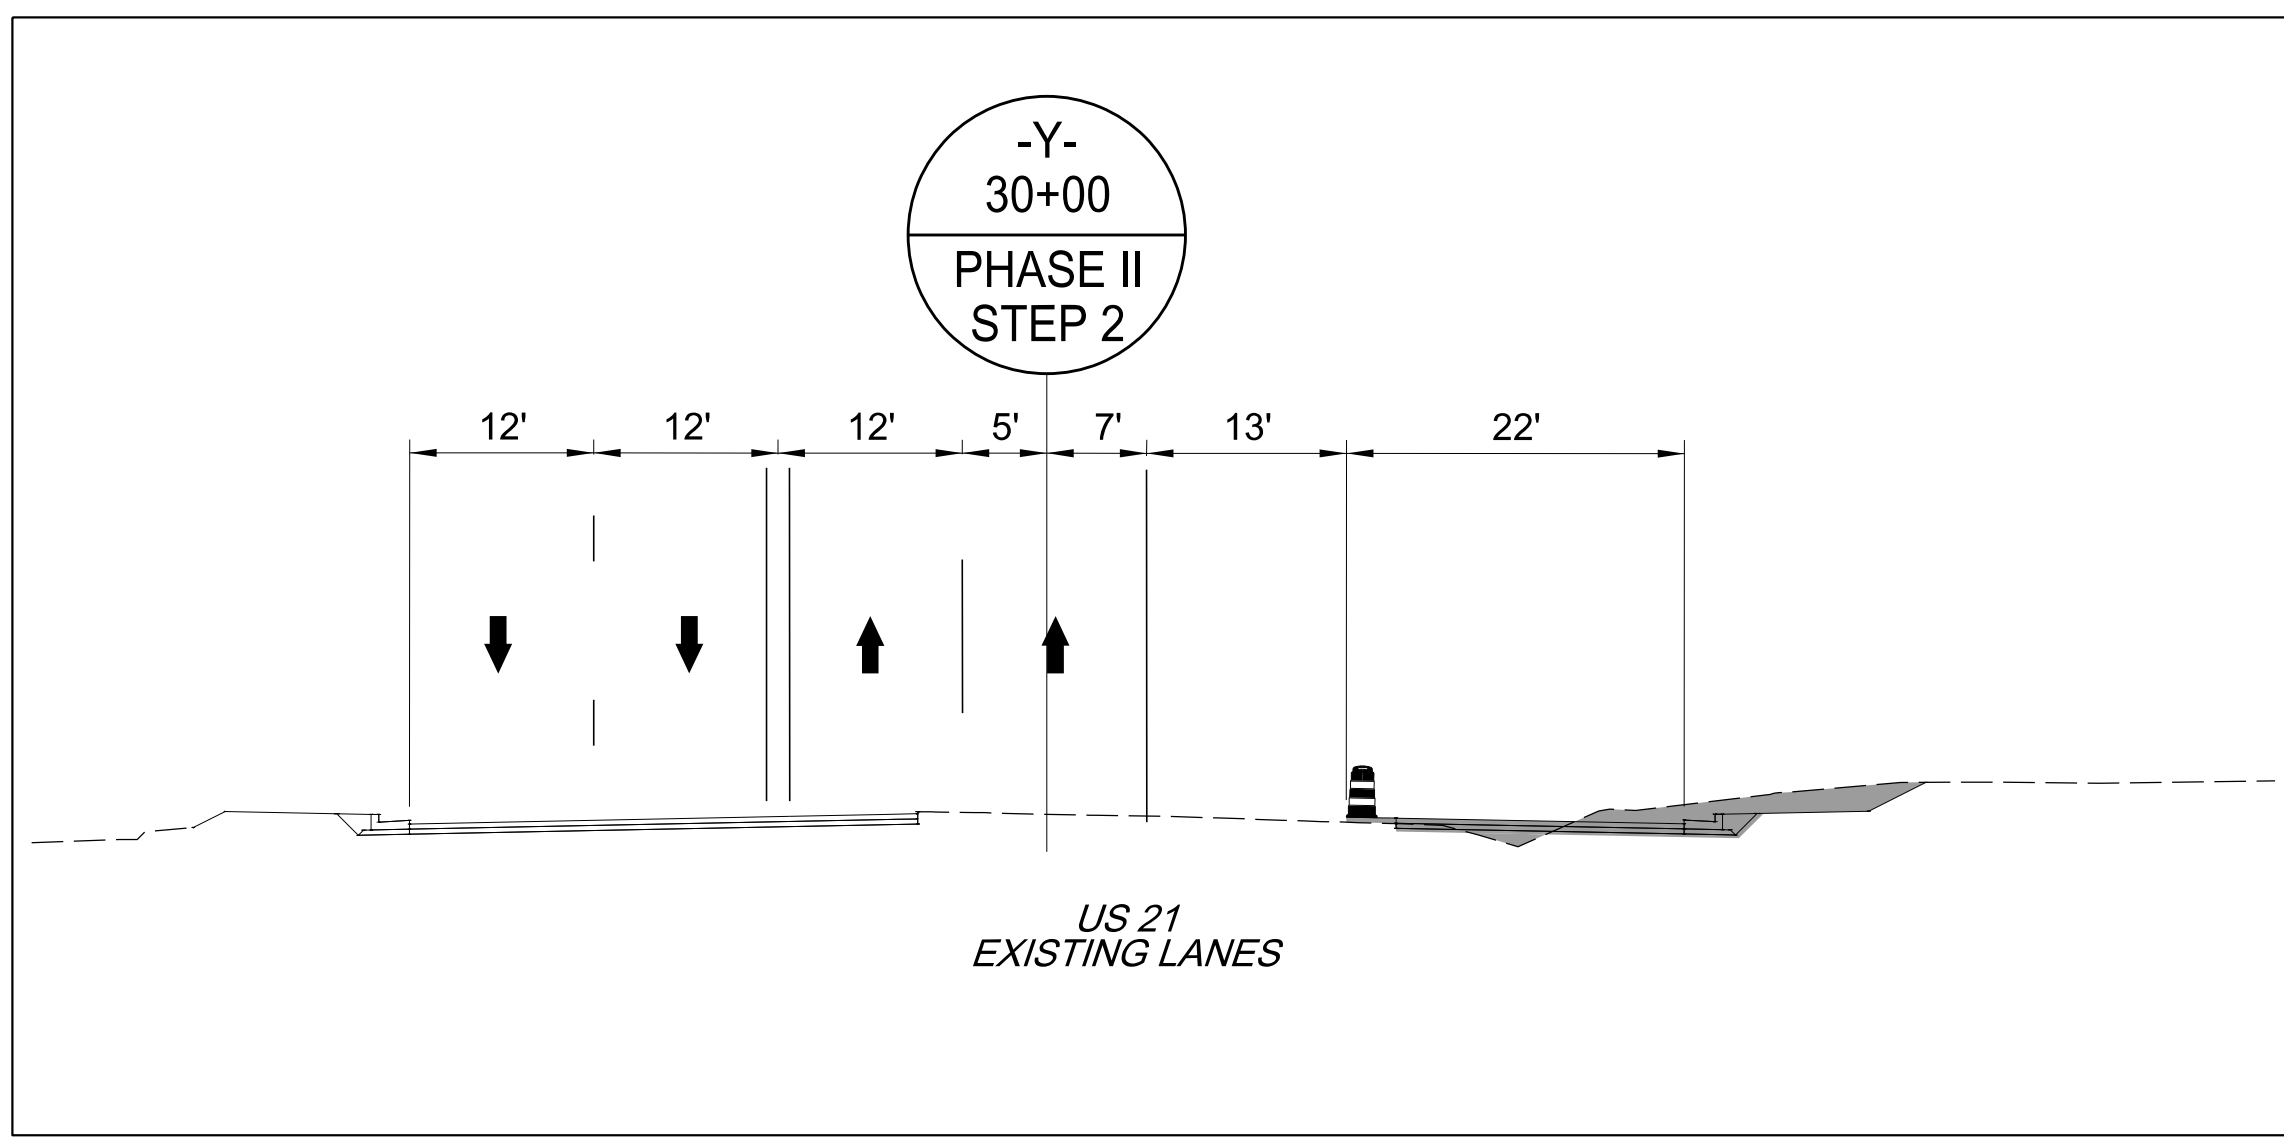 -Y-
30+00
PHASE II
STEP 2
12' 12' 12' 5' 7' 13' 22'
US 21
EXISTING LANES